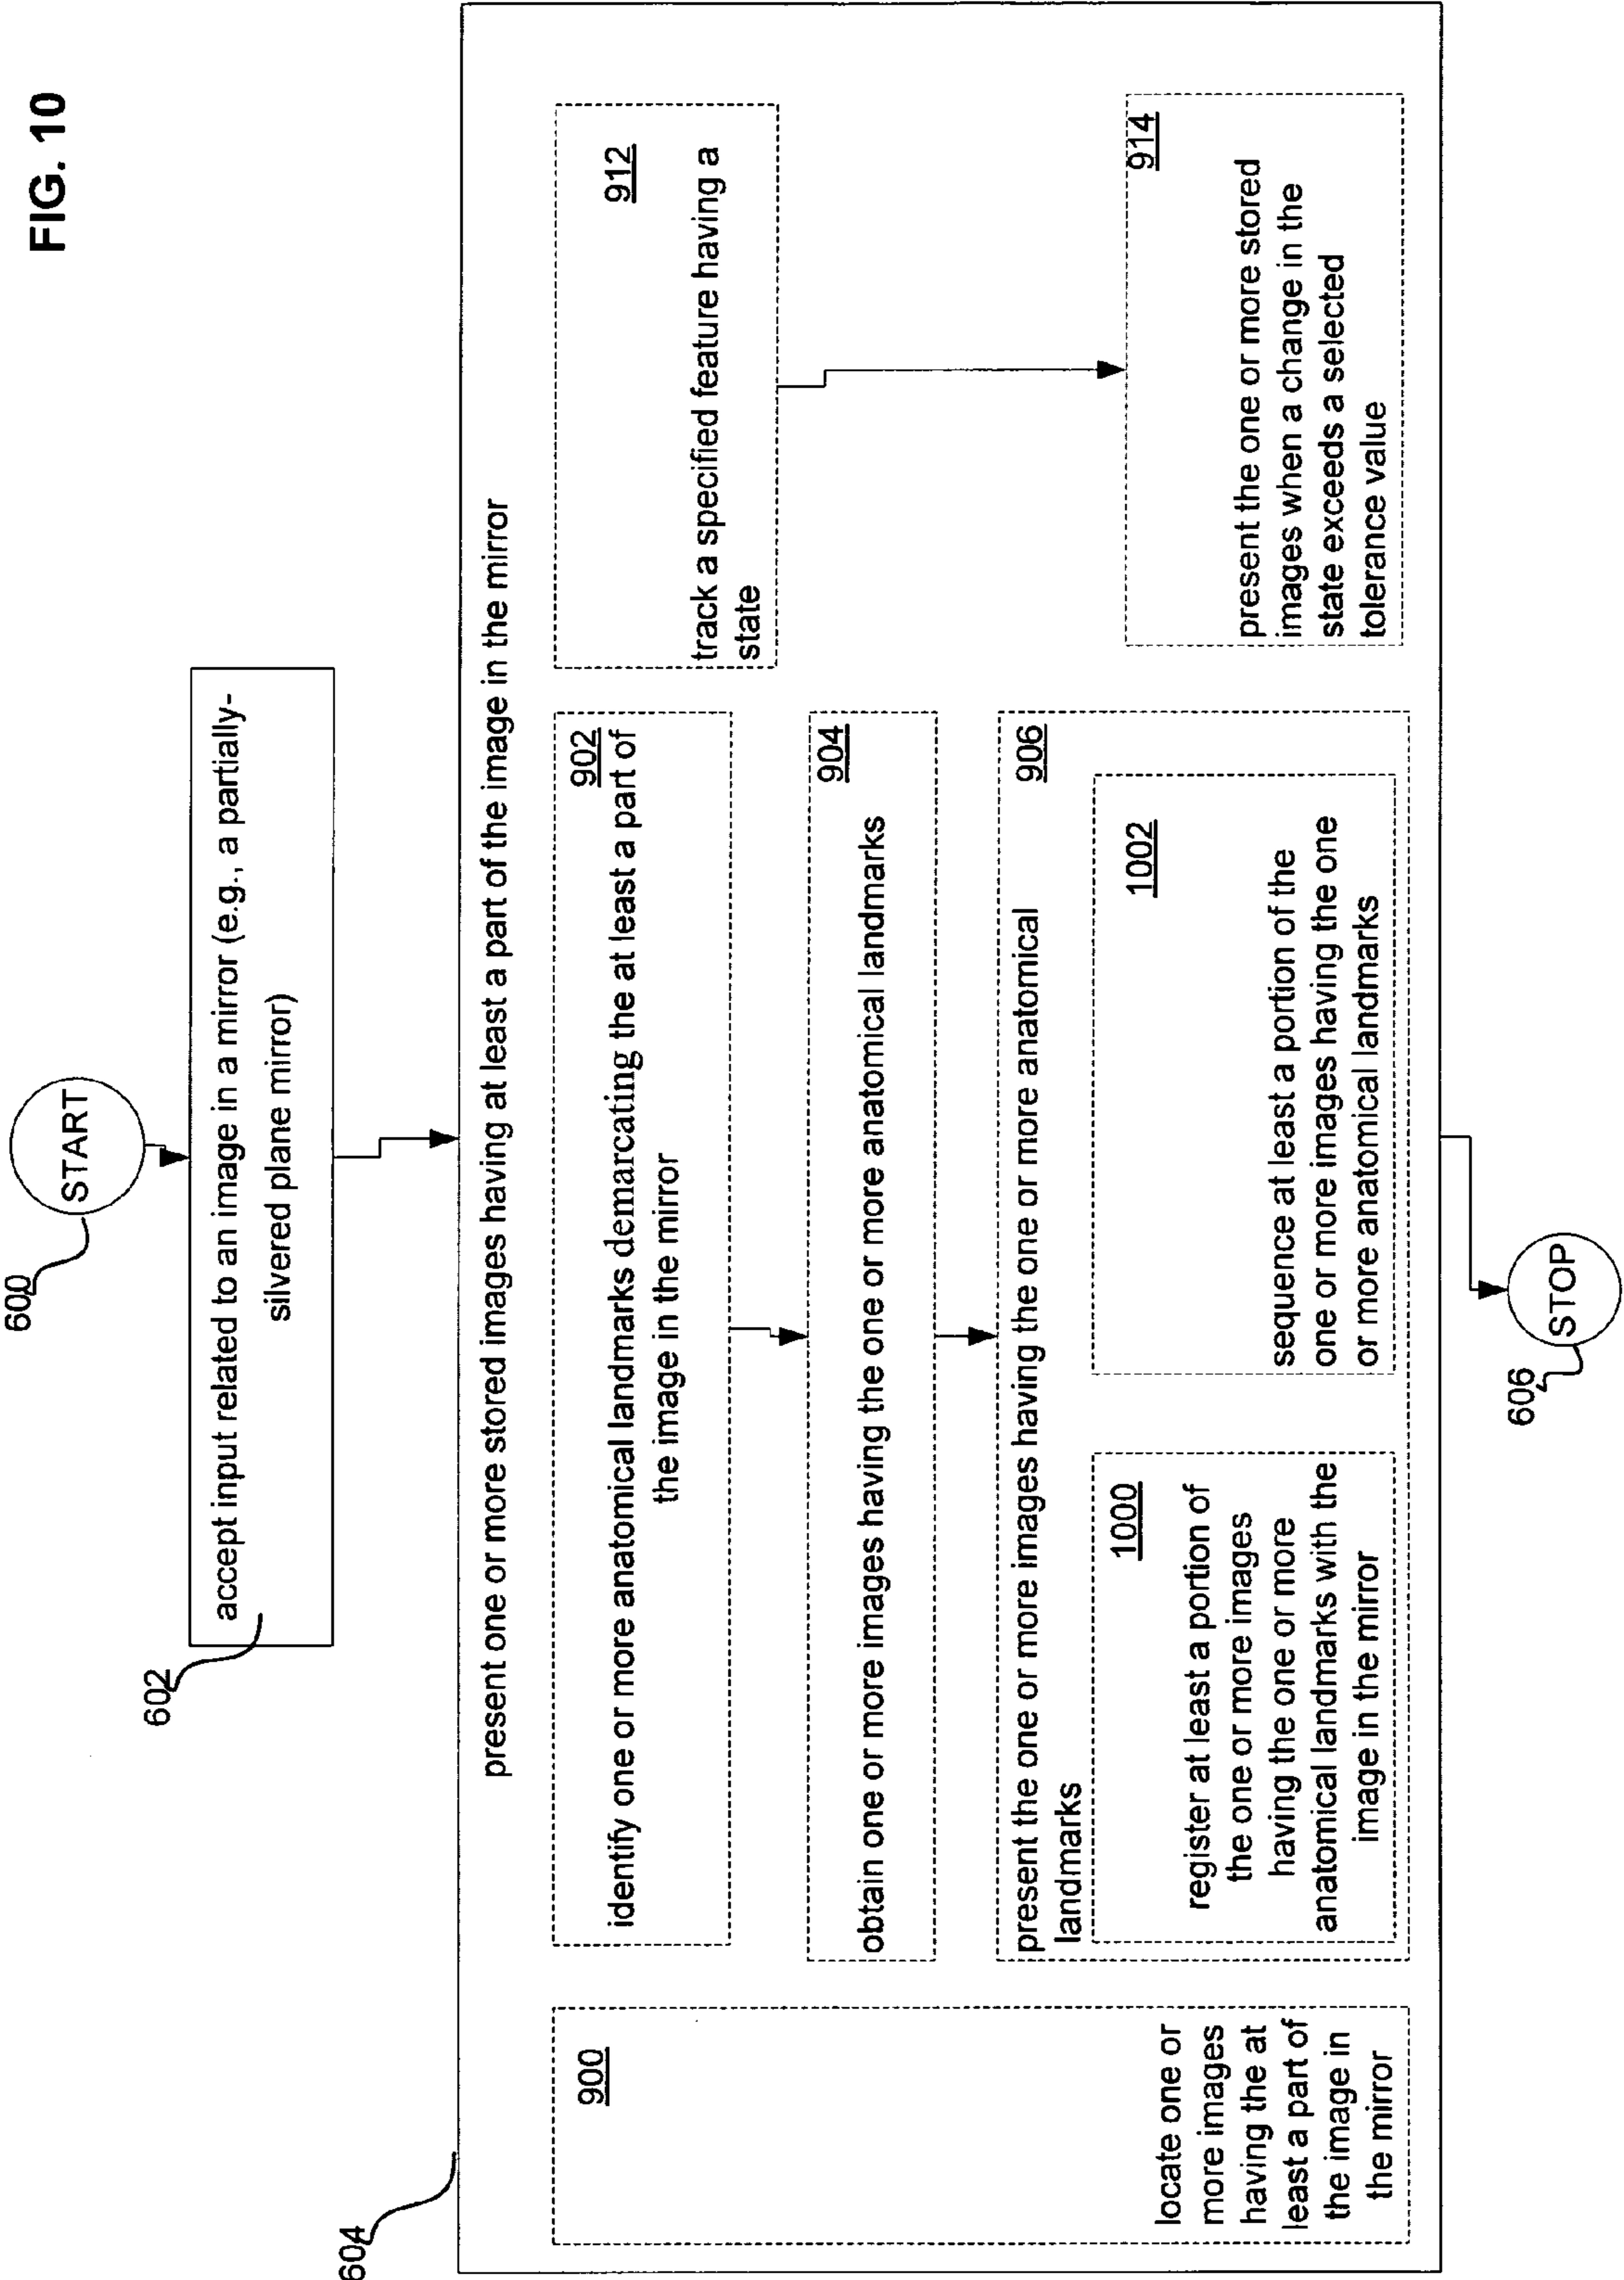 FIG. 10
600
START
602
accept input related to an image in a mirror (e.g., a partially-
silvered plane mirror)
604
present one or more stored images having at least a part of the image in the mirror
900
locate one or
more images
having the at
least a part of
the image in
the mirror
902
identify one or more anatomical landmarks demarcating the at least a part of
the image in the mirror
904
obtain one or more images having the one or more anatomical landmarks
906
present the one or more images having the one or more anatomical
landmarks
1000
register at least a portion of
the one or more images
having the one or more
anatomical landmarks with the
image in the mirror
1002
sequence at least a portion of the
one or more images having the one
or more anatomical landmarks
912
track a specified feature having a
state
914
present the one or more stored
images when a change in the
state exceeds a selected
tolerance value
606
STOP